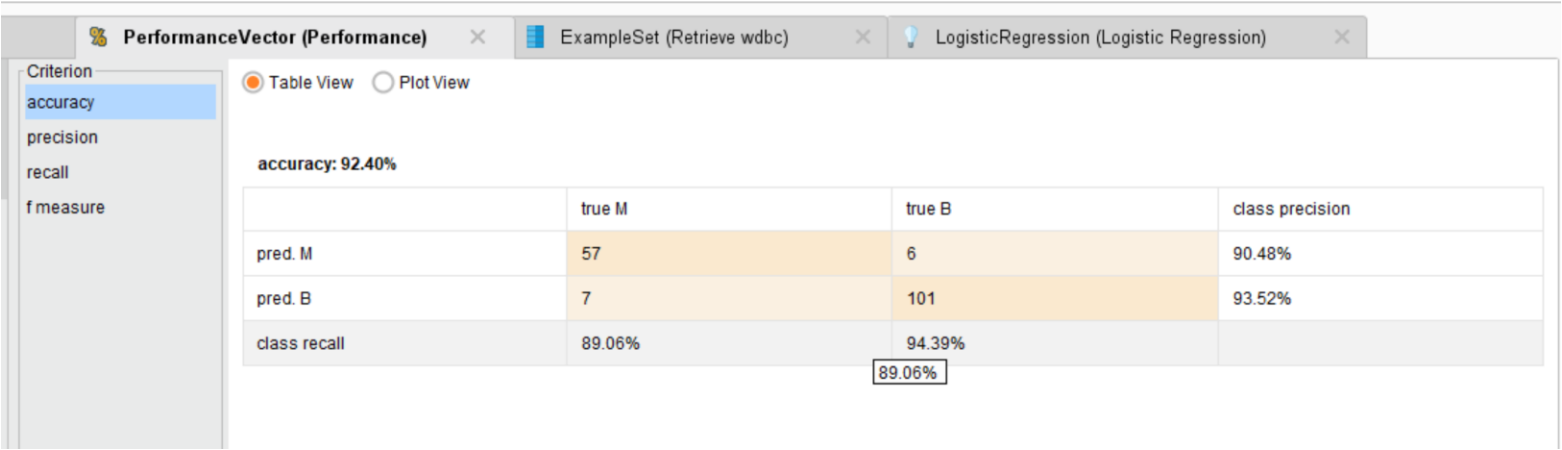 PerformanceVector (Performance) ExampleSet (Retrieve wdbc) LogisticRegression (Logistic Regression)
Criterion
accuracy
precision
recall
f measure
Table View Plot View
accuracy: 92.40%
true M true B class precision
pred. M 57 6 90.48%
pred. B 7 101 93.52%
class recall 89.06% 94.39%
89.06%